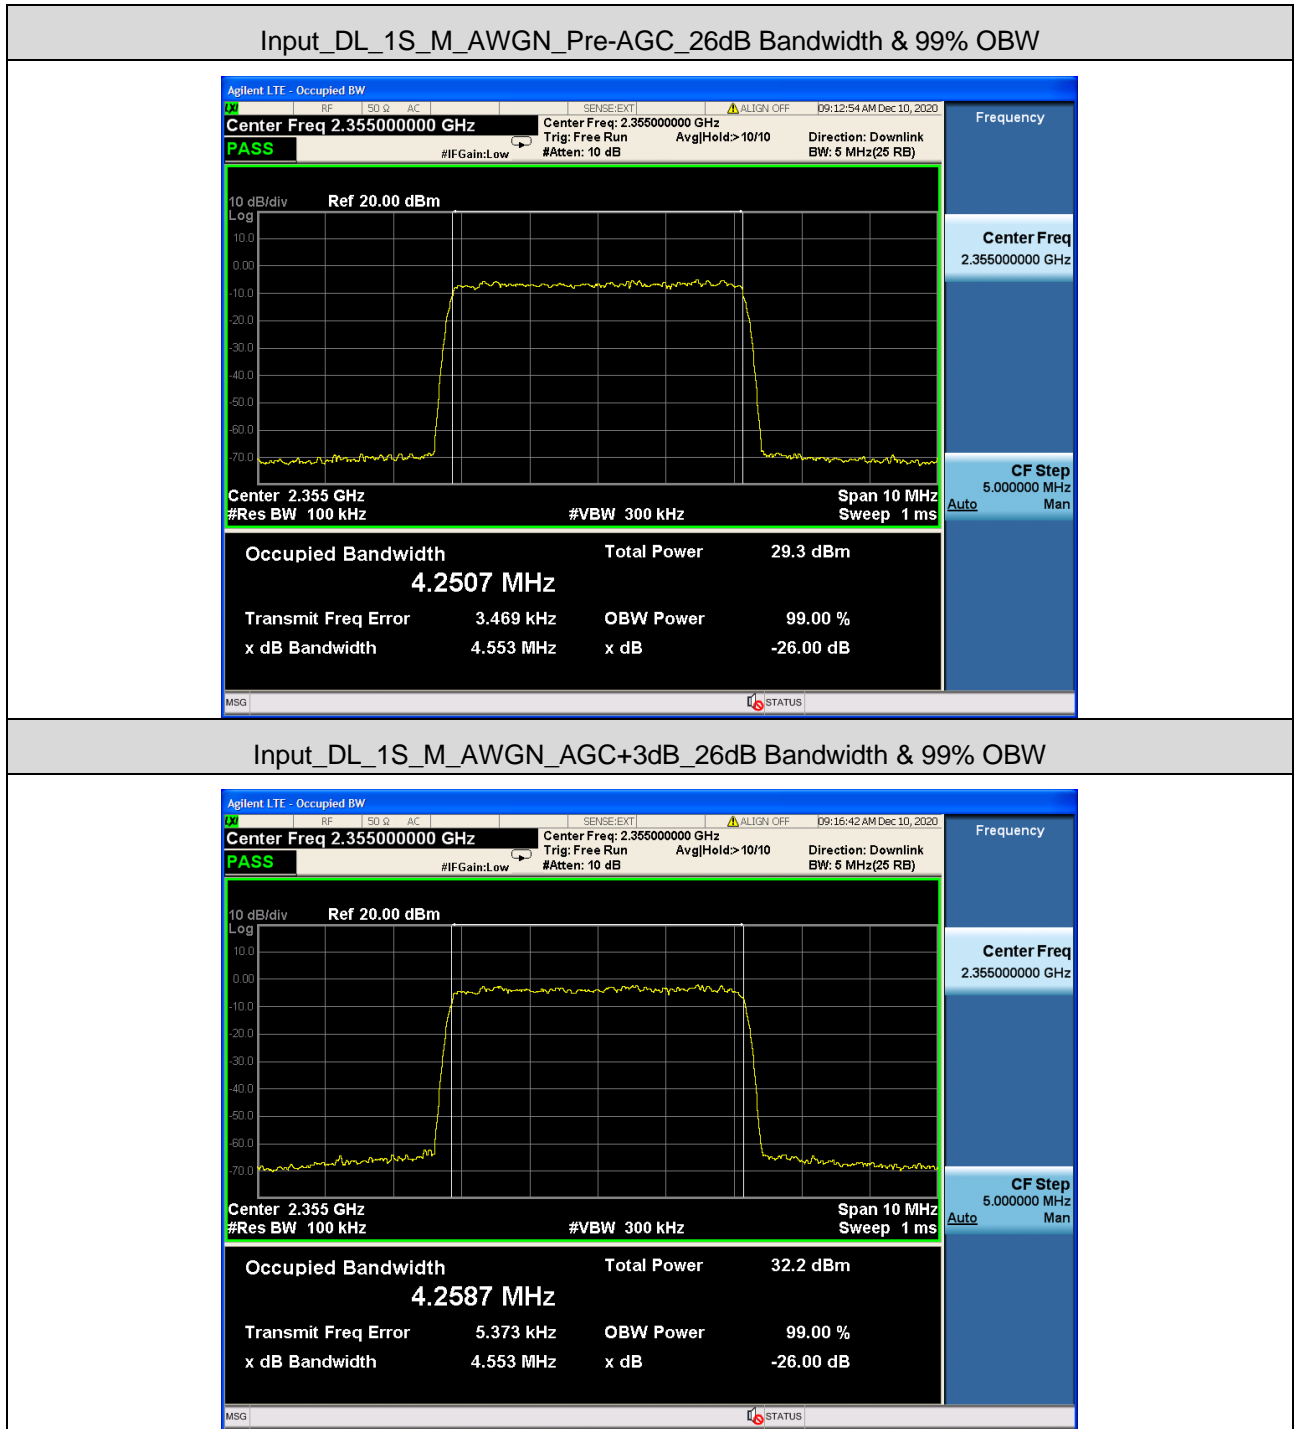 Input_DL_1S_M_AWGN_Pre-AGC_26dB Bandwidth & 99% OBW
Agilent LTE - Occupied BW
LXI RF 50 Ω AC SENSE:EXT ALIGN OFF 09:12:54 AM Dec 10, 2020
Center Freq 2.355000000 GHz
Center Freq: 2.355000000 GHz
PASS
Trig: Free Run Avg|Hold:>10/10 Direction: Downlink
#IFGain:Low #Atten: 10 dB BW: 5 MHz(25 RB)
10 dB/div Ref 20.00 dBm
Log
10.0
0.00
-10.0
-20.0
-30.0
-40.0
-50.0
-60.0
-70.0
Center 2.355 GHz Span 10 MHz
#Res BW 100 kHz #VBW 300 kHz Sweep 1 ms
Occupied Bandwidth Total Power 29.3 dBm
4.2507 MHz
Transmit Freq Error 3.469 kHz OBW Power 99.00 %
x dB Bandwidth 4.553 MHz x dB -26.00 dB
MSG STATUS
Frequency
Center Freq
2.355000000 GHz
CF Step
5.000000 MHz
Auto Man
Input_DL_1S_M_AWGN_AGC+3dB_26dB Bandwidth & 99% OBW
Agilent LTE - Occupied BW
LXI RF 50 Ω AC SENSE:EXT ALIGN OFF 09:16:42 AM Dec 10, 2020
Center Freq 2.355000000 GHz
Center Freq: 2.355000000 GHz
PASS
Trig: Free Run Avg|Hold:>10/10 Direction: Downlink
#IFGain:Low #Atten: 10 dB BW: 5 MHz(25 RB)
10 dB/div Ref 20.00 dBm
Log
10.0
0.00
-10.0
-20.0
-30.0
-40.0
-50.0
-60.0
-70.0
Center 2.355 GHz Span 10 MHz
#Res BW 100 kHz #VBW 300 kHz Sweep 1 ms
Occupied Bandwidth Total Power 32.2 dBm
4.2587 MHz
Transmit Freq Error 5.373 kHz OBW Power 99.00 %
x dB Bandwidth 4.553 MHz x dB -26.00 dB
MSG STATUS
Frequency
Center Freq
2.355000000 GHz
CF Step
5.000000 MHz
Auto Man